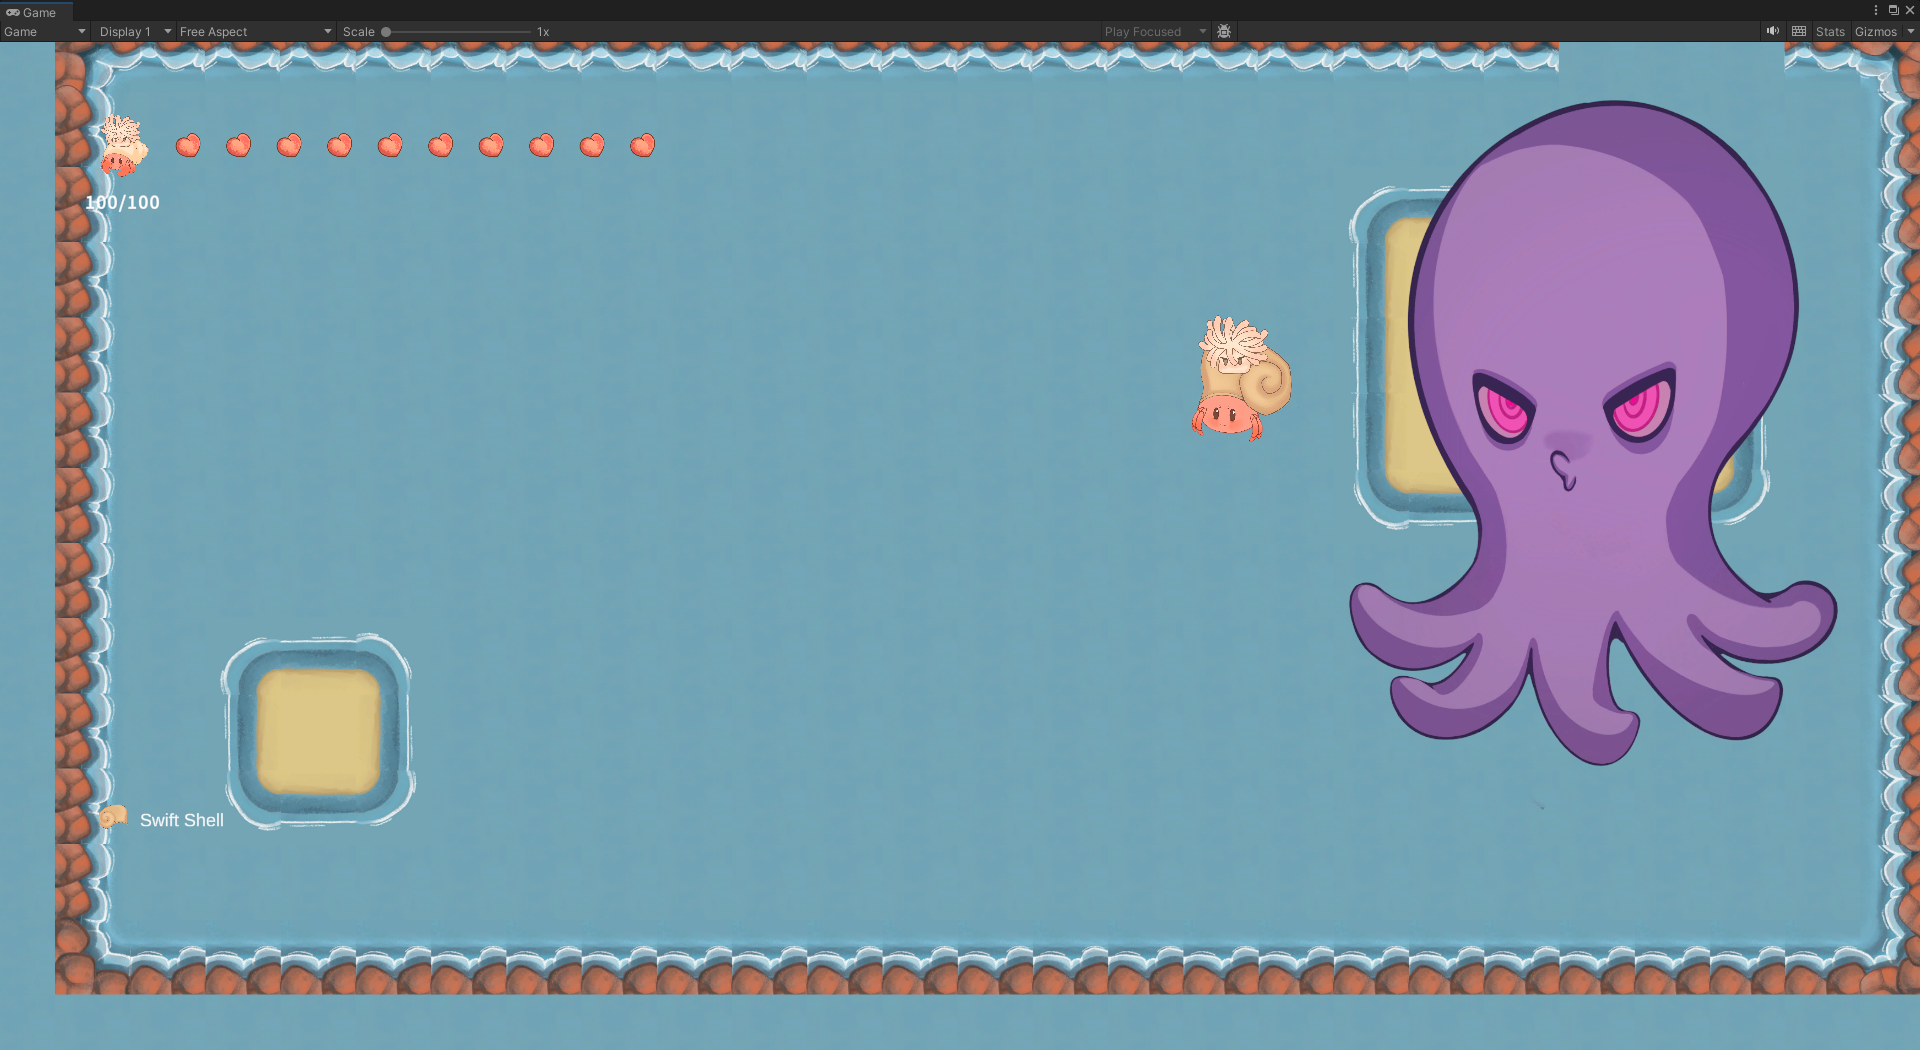 Game
Game Display 1 Free Aspect Scale 1x Play Focused Stats Gizmos
100/100
Swift Shell